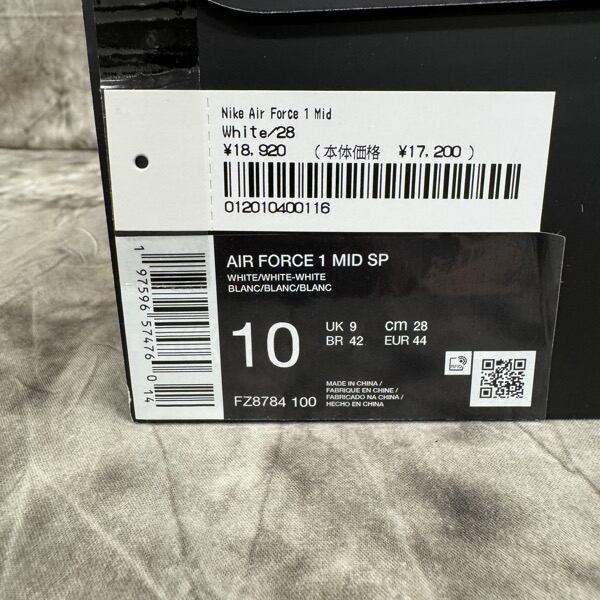 Nike Air Force 1 Mid
White/28
¥18,920 (本体価格 ¥17,200)
012010400116
AIR FORCE 1 MID SP
WHITE/WHITE-WHITE
BLANC/BLANC/BLANC
10
UK 9 cm 28
BR 42 EUR 44
FZ8784 100
MADE IN CHINA /
FABRIQUE EN CHINE /
FABRICADO NA CHINA /
HECHO EN CHINA
RFID
1 97596 57476 0 14